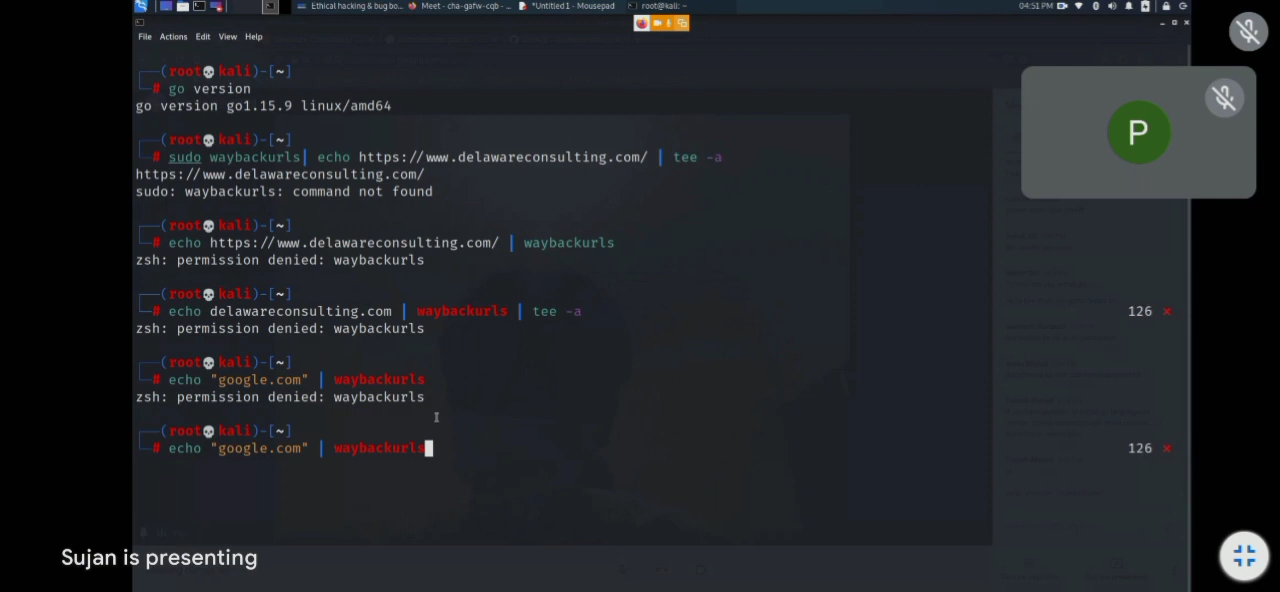 Ethical hacking & bug bo... Meet - cha-gafw-cqb - ... *Untitled 1 - Mousepad root@kali: ~ 04:51 PM
File Actions Edit View Help
(root💀kali)-[~]
# go version
go version go1.15.9 linux/amd64
(root💀kali)-[~]
# sudo waybackurls| echo https://www.delawareconsulting.com/ | tee -a
https://www.delawareconsulting.com/
sudo: waybackurls: command not found
P
(root💀kali)-[~]
# echo https://www.delawareconsulting.com/ | waybackurls
zsh: permission denied: waybackurls
(root💀kali)-[~]
# echo delawareconsulting.com | waybackurls | tee -a 126 ×
zsh: permission denied: waybackurls
(root💀kali)-[~]
# echo "google.com" | waybackurls
zsh: permission denied: waybackurls
(root💀kali)-[~]
# echo "google.com" | waybackurls 126 ×
Sujan is presenting